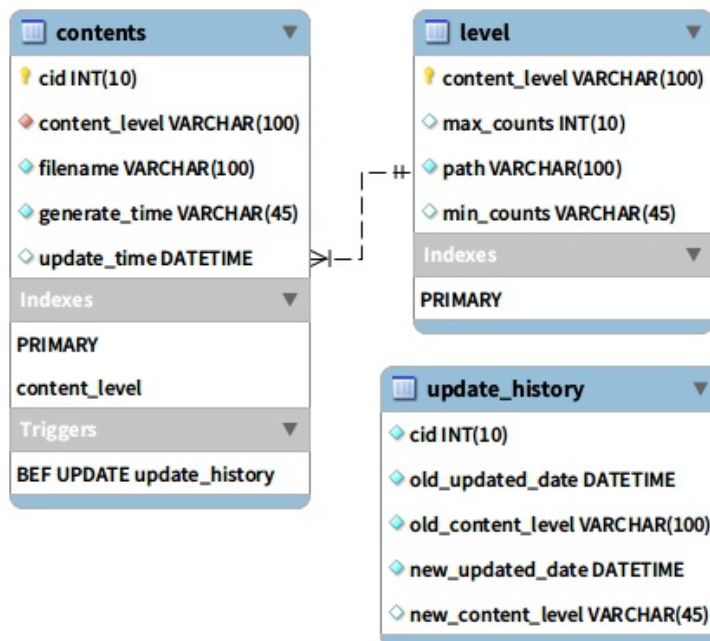 contents
cid INT(10)
content_level VARCHAR(100)
filename VARCHAR(100)
generate_time VARCHAR(45)
update_time DATETIME
Indexes
PRIMARY
content_level
Triggers
BEF UPDATE update_history
level
content_level VARCHAR(100)
max_counts INT(10)
path VARCHAR(100)
min_counts VARCHAR(45)
Indexes
PRIMARY
update_history
cid INT(10)
old_updated_date DATETIME
old_content_level VARCHAR(100)
new_updated_date DATETIME
new_content_level VARCHAR(45)